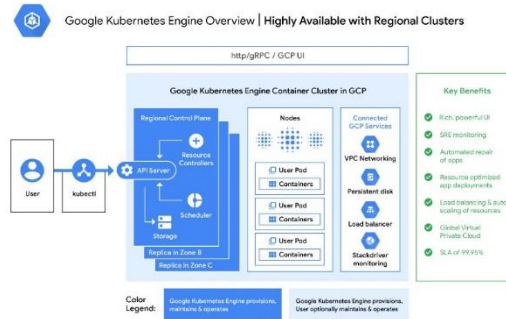 Google Kubernetes Engine Overview | Highly Available with Regional Clusters
http/gRPC / GCP UI
Google Kubernetes Engine Container Cluster in GCP
Regional Control Plane
Resource
Controllers
API Server
Scheduler
Storage
Replica in Zone B
Replica in Zone C
User
kubectl
Nodes
User Pod
Containers
User Pod
Containers
User Pod
Containers
Connected
GCP Services
VPC Networking
Persistent disk
Load balancer
Stackdriver
monitoring
Key Benefits
Rich, powerful UI
SRE monitoring
Automated repair
of apps
Resource optimized
app deployments
Load balancing & auto
scaling of resources
Global Virtual
Private Cloud
SLA of 99.95%
Color
Legend:
Google Kubernetes Engine provisions,
maintains & operates
Google Kubernetes Engine provisions,
User optionally maintains & operates